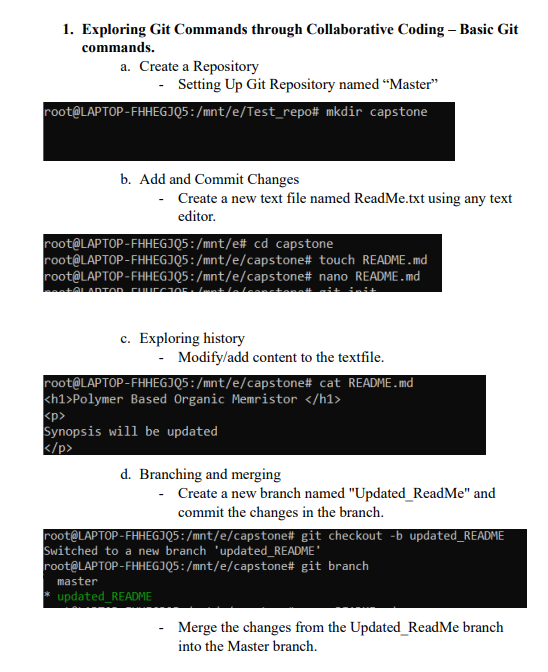 1. Exploring Git Commands through Collaborative Coding – Basic Git
commands.
a. Create a Repository
- Setting Up Git Repository named “Master”
root@LAPTOP-FHHEGJQ5:/mnt/e/Test_repo# mkdir capstone
b. Add and Commit Changes
- Create a new text file named ReadMe.txt using any text
editor.
root@LAPTOP-FHHEGJQ5:/mnt/e# cd capstone
root@LAPTOP-FHHEGJQ5:/mnt/e/capstone# touch README.md
root@LAPTOP-FHHEGJQ5:/mnt/e/capstone# nano README.md
root@LAPTOP-FHHEGJQ5:/mnt/e/capstone# git init
c. Exploring history
- Modify/add content to the textfile.
root@LAPTOP-FHHEGJQ5:/mnt/e/capstone# cat README.md
<h1>Polymer Based Organic Memristor </h1>
<p>
Synopsis will be updated
</p>
d. Branching and merging
- Create a new branch named "Updated_ReadMe" and
commit the changes in the branch.
root@LAPTOP-FHHEGJQ5:/mnt/e/capstone# git checkout -b updated_README
Switched to a new branch 'updated_README'
root@LAPTOP-FHHEGJQ5:/mnt/e/capstone# git branch
master
* updated_README
- Merge the changes from the Updated_ReadMe branch
into the Master branch.